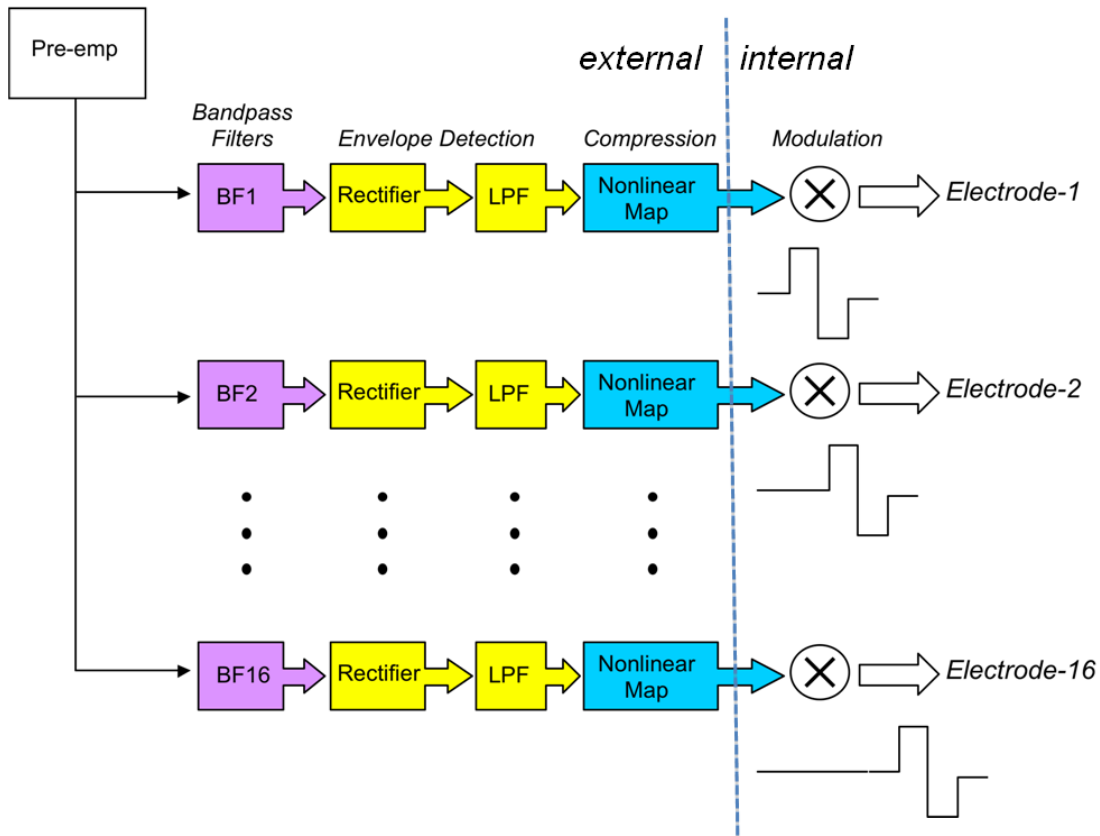 Pre-emp
external internal
Bandpass
Filters
Envelope Detection
Compression
Modulation
BF1
Rectifier
LPF
Nonlinear
Map
Electrode-1
BF2
Rectifier
LPF
Nonlinear
Map
Electrode-2
BF16
Rectifier
LPF
Nonlinear
Map
Electrode-16